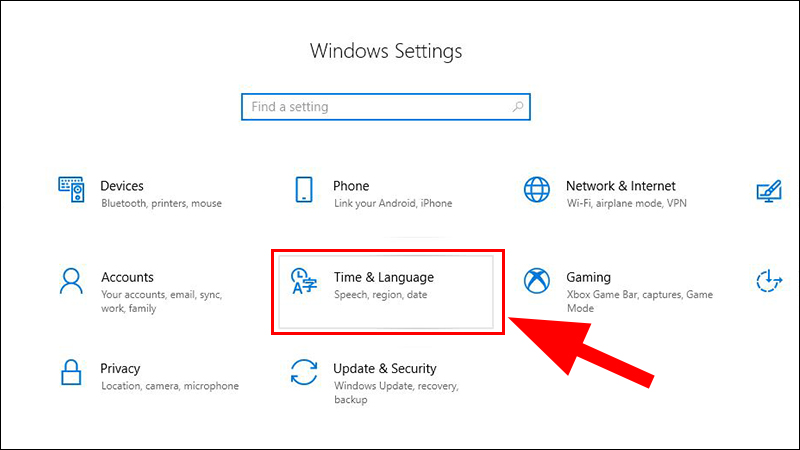 Windows Settings
Find a setting
Devices
Bluetooth, printers, mouse
Phone
Link your Android, iPhone
Network & Internet
Wi-Fi, airplane mode, VPN
Accounts
Your accounts, email, sync,
work, family
Time & Language
Speech, region, date
Gaming
Xbox Game Bar, captures, Game
Mode
Privacy
Location, camera, microphone
Update & Security
Windows Update, recovery,
backup